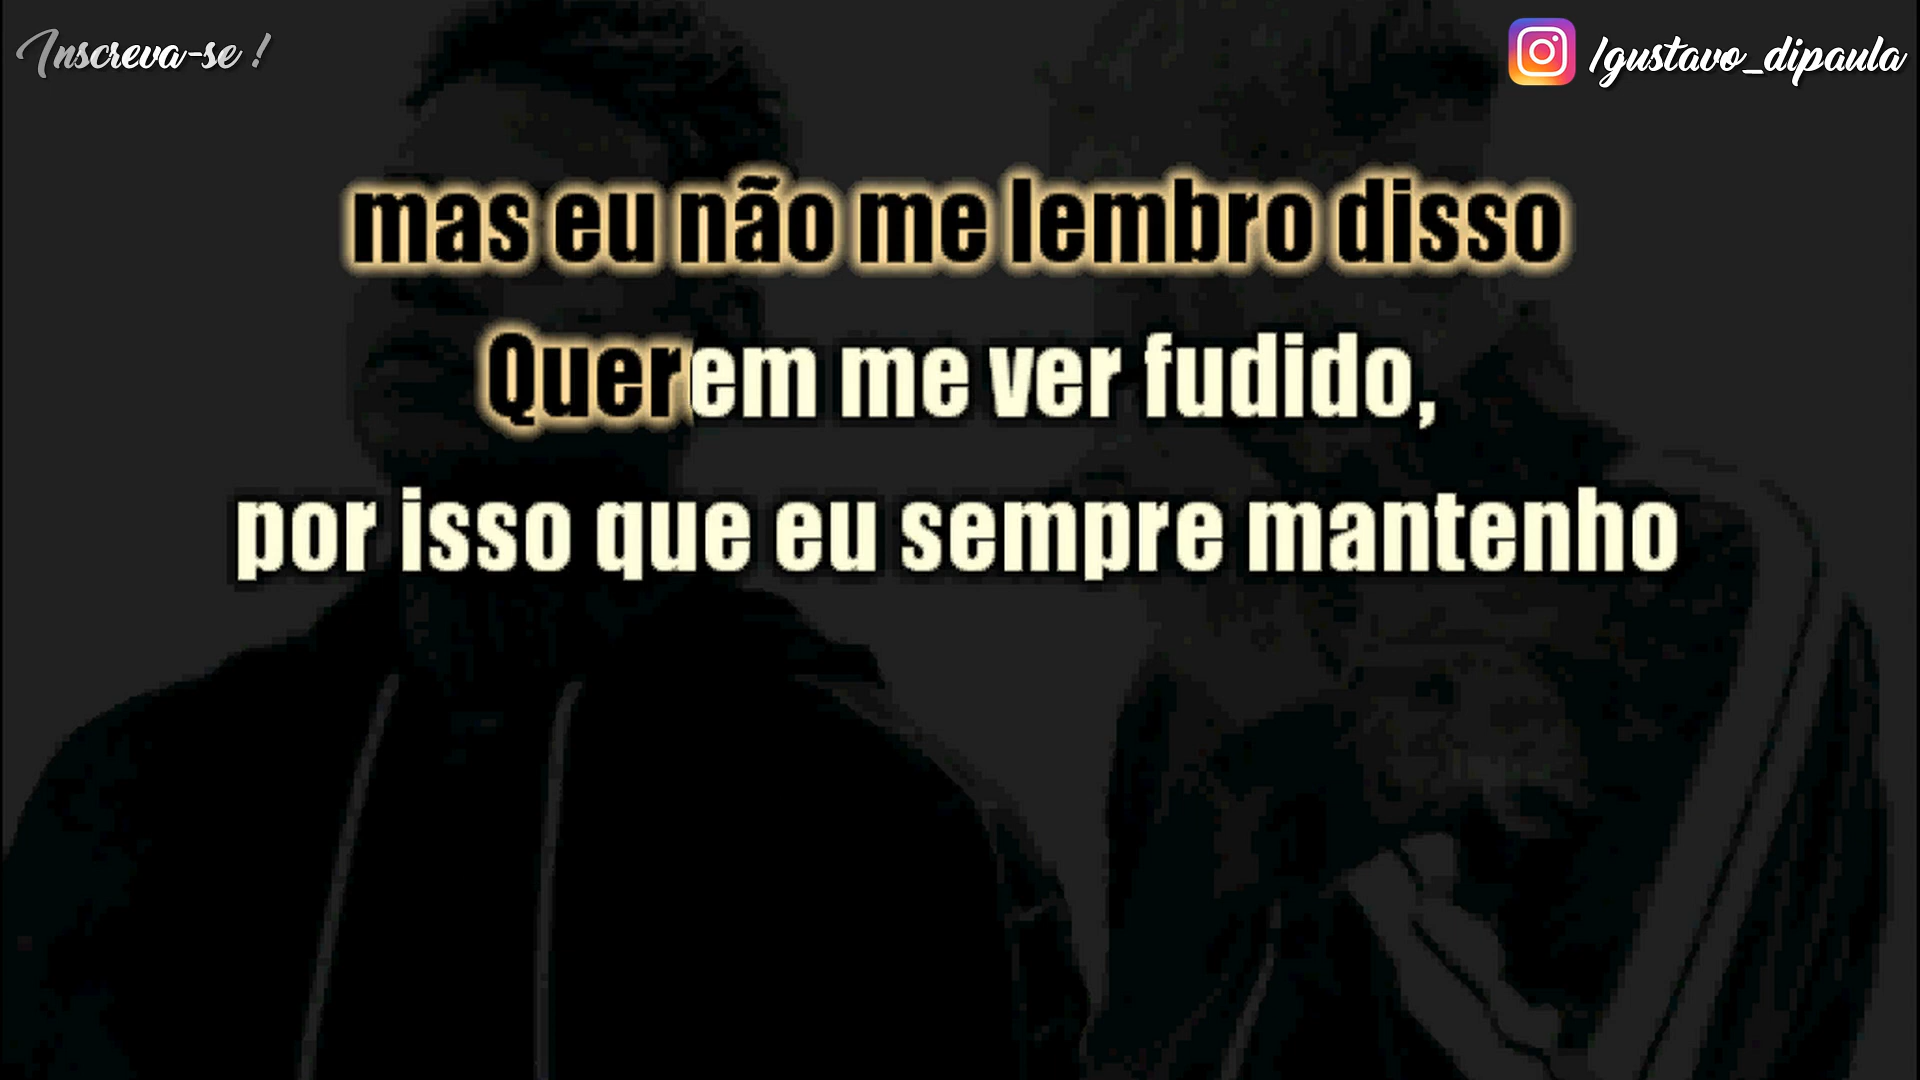 Inscreva-se !
/gustavo_dipaula
mas eu não me lembro disso
Querem me ver fudido,
por isso que eu sempre mantenho